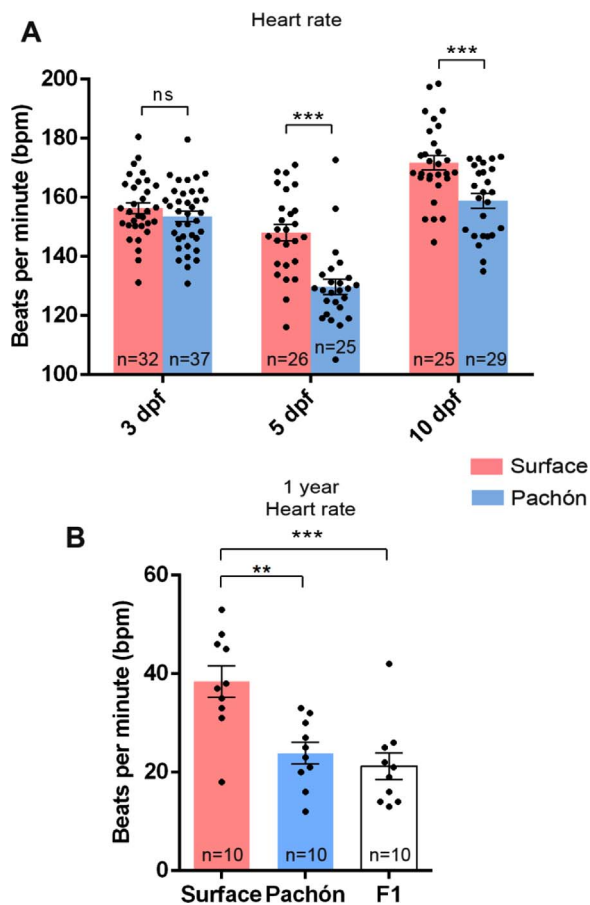 A
Heart rate
Beats per minute (bpm)
200
180
160
140
120
100
ns
***
***
n=32
n=37
n=26
n=25
n=25
n=29
3 dpf
5 dpf
10 dpf
Surface
Pachón
B
1 year
Heart rate
Beats per minute (bpm)
60
40
20
0
***
**
n=10
n=10
n=10
Surface
Pachón
F1